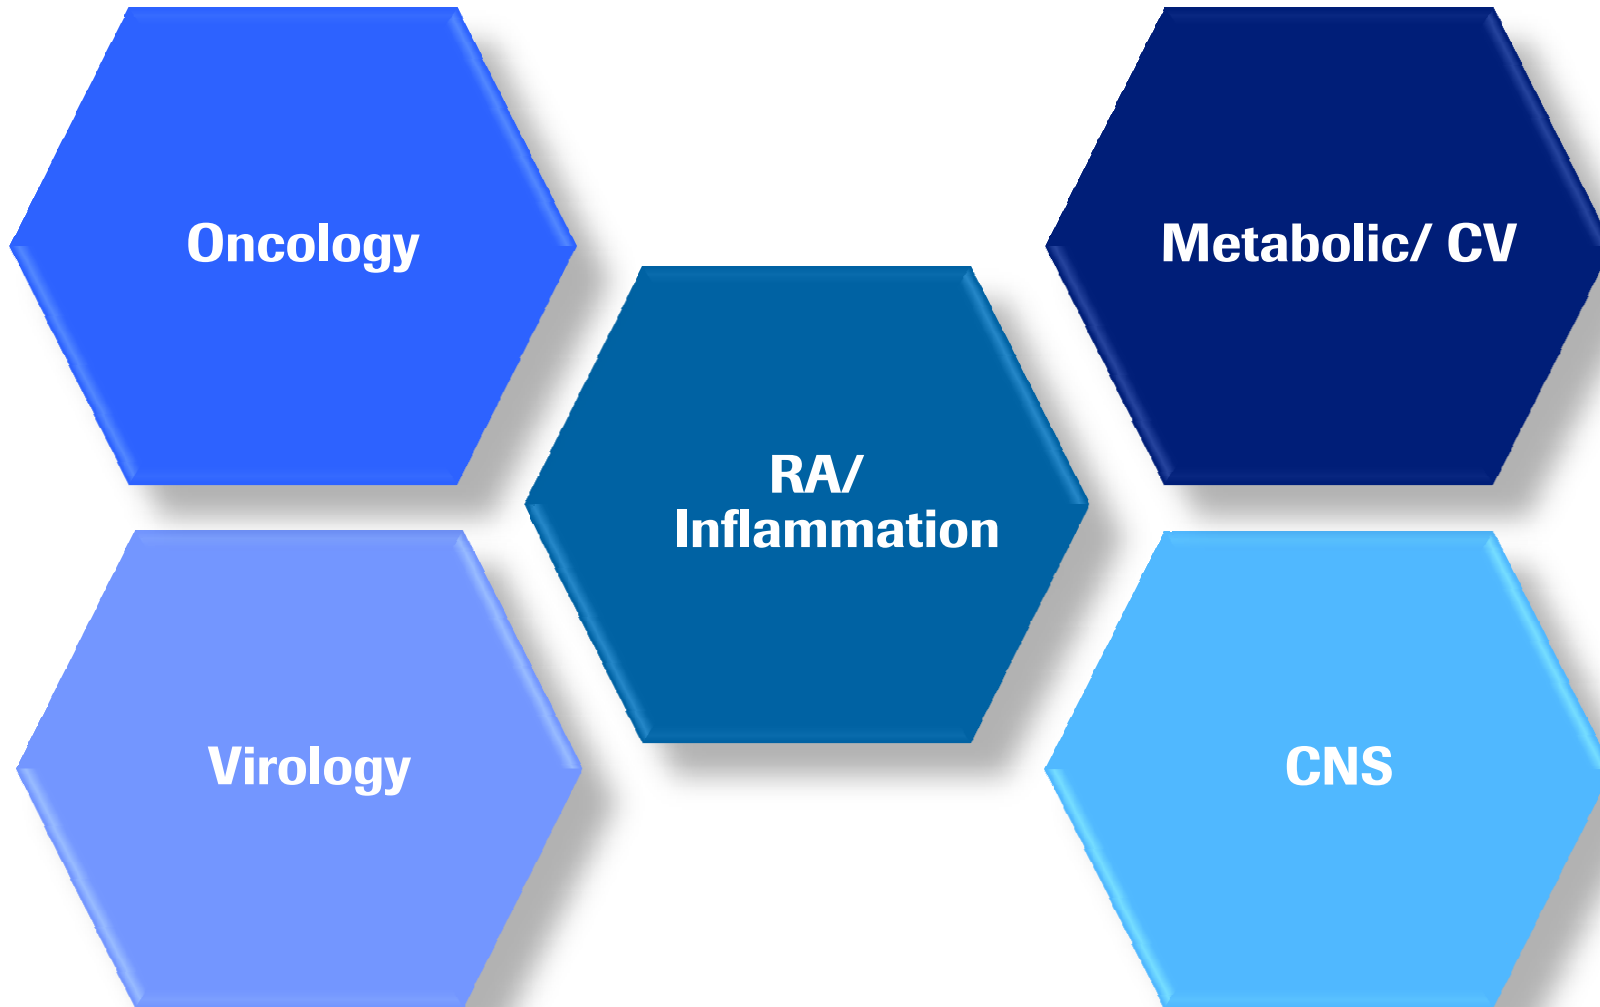 Oncology
Metabolic/ CV
RA/
Inflammation
Virology
CNS